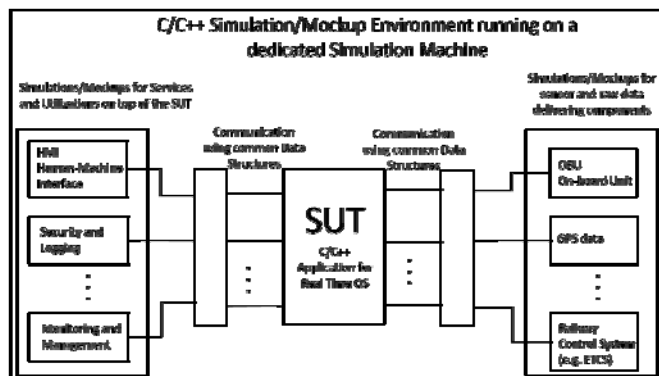 C/C++ Simulation/Mockup Environment running on a
dedicated Simulation Machine
Simulations/Mockups for Services
and Utilizations on top of the SUT
Simulations/Mockups for
sensor and raw data
delivering components
Communication
using common Data
Structures
Communication
using common Data
Structures
HMI
Human-Machine
Interface
Security and
Logging
Monitoring and
Management
SUT
C/C++
Application for
Real Time OS
OBU
On-board Unit
GPS data
Railway
Control System
(e.g. ETCS)